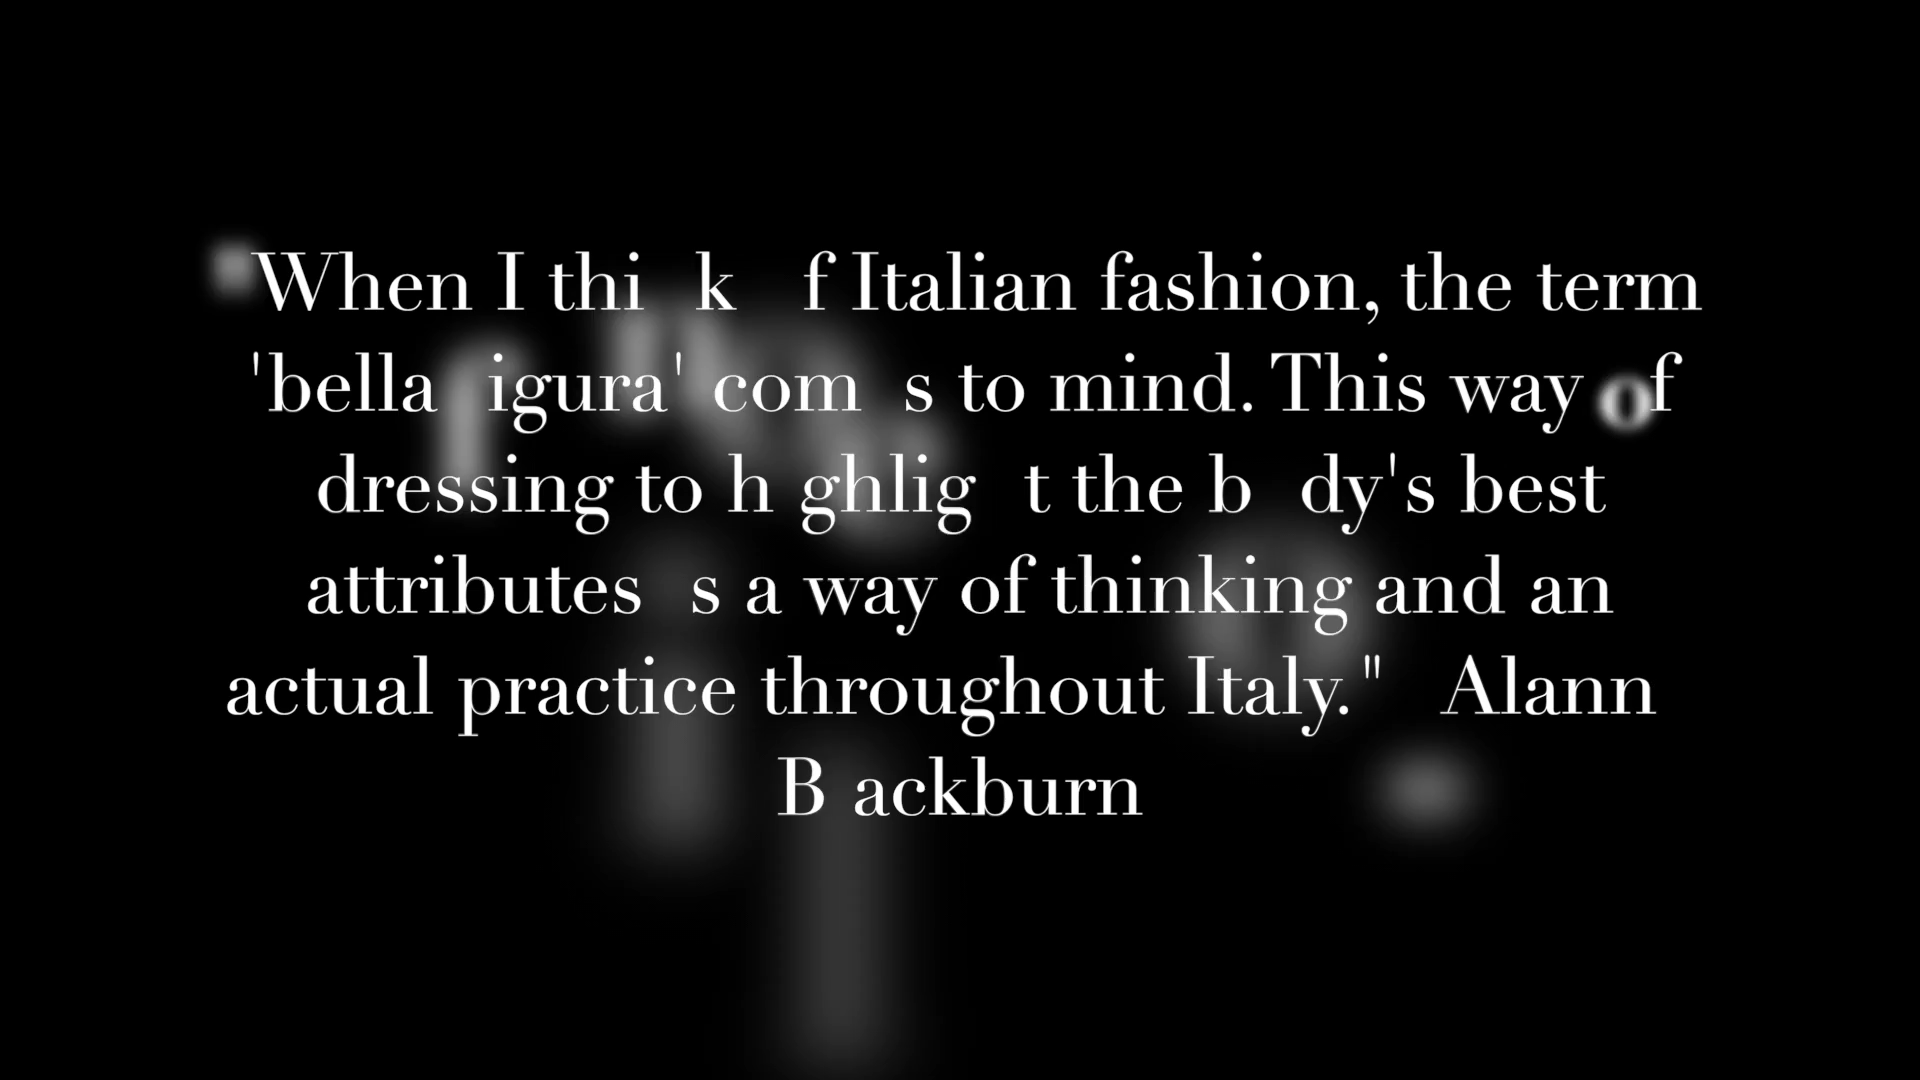 "When I thi k f Italian fashion, the term
'bella igura' com s to mind. This way of
dressing to h ghlig t the b dy's best
attributes s a way of thinking and an
actual practice throughout Italy." Alann
B ackburn